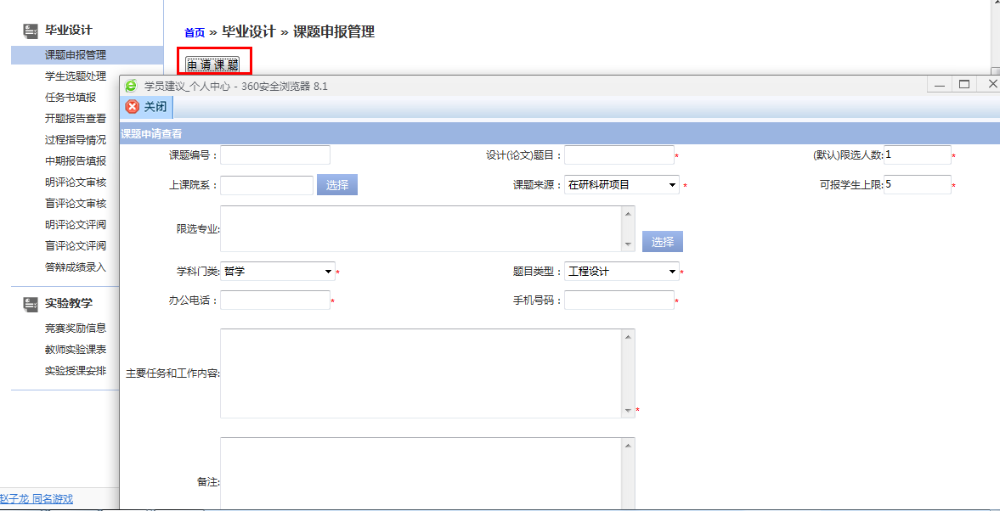 毕业设计
课题申报管理
学生选题处理
任务书填报
开题报告查看
过程指导情况
中期报告填报
明评论文审核
盲评论文审核
明评论文评阅
盲评论文评阅
答辩成绩录入
实验教学
竞赛奖励信息
教师实验课表
实验授课安排
赵子龙 同名游戏
首页 » 毕业设计 » 课题申报管理
申请课题
学员建议_个人中心 - 360安全浏览器 8.1
关闭
课题申请查看
课题编号： 设计(论文)题目： * (默认)限选人数:1 *
上课院系： 选择 课题来源：在研科研项目 * 可报学生上限:5 *
限选专业: 选择
学科门类:哲学 * 题目类型：工程设计 *
办公电话： * 手机号码： *
主要任务和工作内容: *
备注: